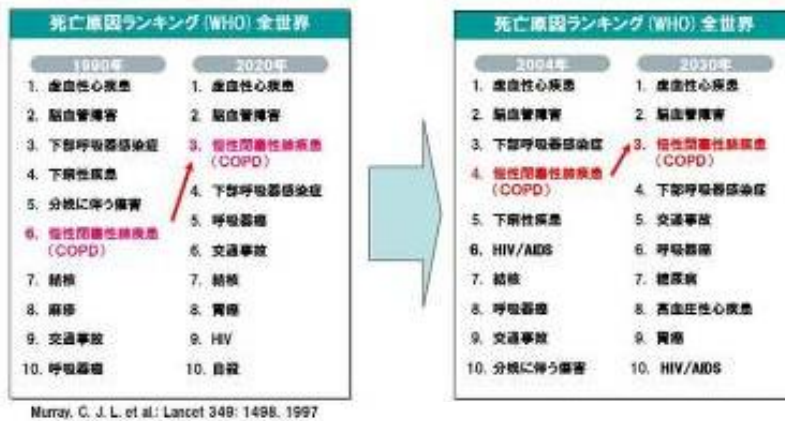 死亡原因ランキング(WHO) 全世界
1990年
1. 虚血性心疾患
2. 脳血管障害
3. 下部呼吸器感染症
4. 下痢性疾患
5. 分娩に伴う傷害
6. 慢性閉塞性肺疾患
(COPD)
7. 結核
8. 麻疹
9. 交通事故
10. 呼吸器癌
2020年
1. 虚血性心疾患
2. 脳血管障害
3. 慢性閉塞性肺疾患
(COPD)
4. 下部呼吸器感染症
5. 呼吸器癌
6. 交通事故
7. 結核
8. 胃癌
9. HIV
10. 自殺
Murray, C. J. L. et al.: Lancet 349: 1498, 1997
死亡原因ランキング(WHO) 全世界
2004年
1. 虚血性心疾患
2. 脳血管障害
3. 下部呼吸器感染症
4. 慢性閉塞性肺疾患
(COPD)
5. 下痢性疾患
6. HIV/AIDS
7. 結核
8. 呼吸器癌
9. 交通事故
10. 分娩に伴う傷害
2030年
1. 虚血性心疾患
2. 脳血管障害
3. 慢性閉塞性肺疾患
(COPD)
4. 下部呼吸器感染症
5. 交通事故
6. 呼吸器癌
7. 糖尿病
8. 高血圧性心疾患
9. 胃癌
10. HIV/AIDS